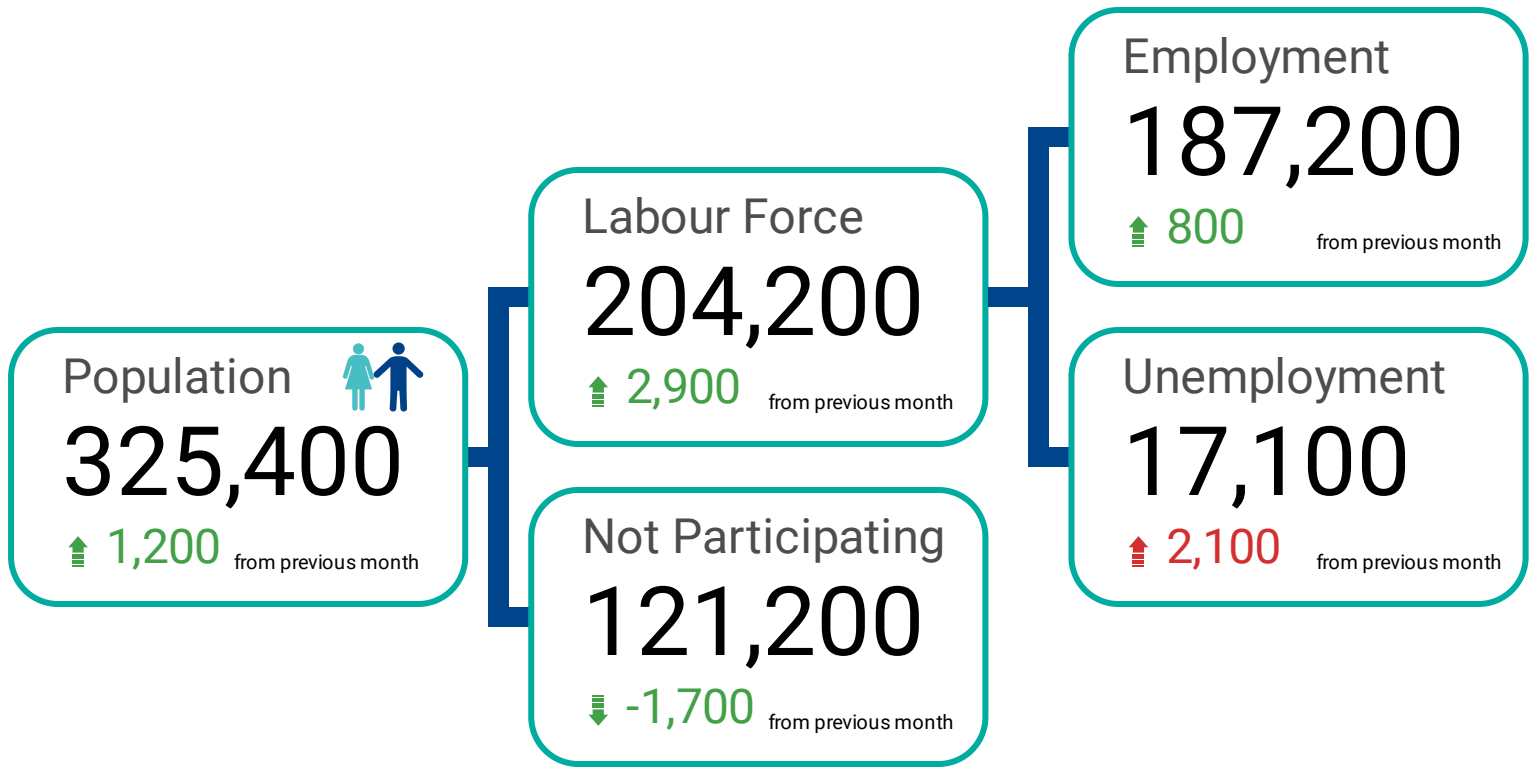 Population
325,400
1,200 from previous month
Labour Force
204,200
2,900 from previous month
Not Participating
121,200
-1,700 from previous month
Employment
187,200
800 from previous month
Unemployment
17,100
2,100 from previous month